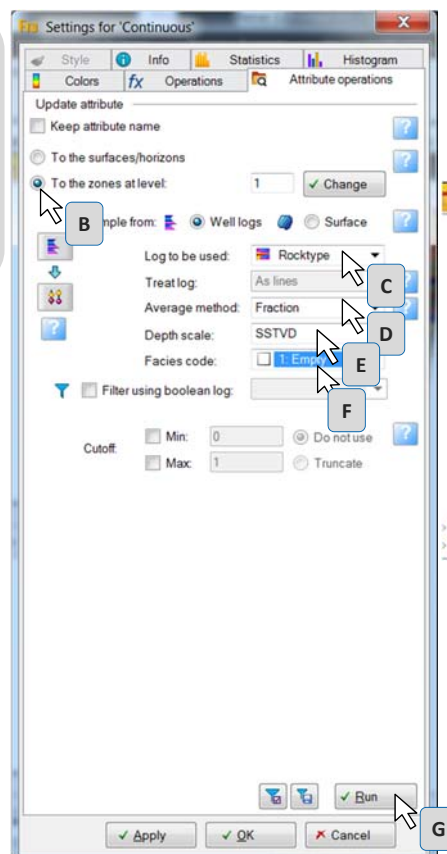 Settings for 'Continuous'
Style Info Statistics Histogram
Colors fx Operations Attribute operations
Update attribute
Keep attribute name ?
To the surfaces/horizons ?
To the zones at level: 1 Change
B mple from: Well logs Surface ?
Log to be used: Rocktype
C
Treat log: As lines
Average method: Fraction
D
? Depth scale: SSTVD
E
Facies code: 1: Empty
F
Filter using boolean log:
Cutoff: Min: 0 Do not use ?
Max: 1 Truncate
Run
G
Apply OK Cancel